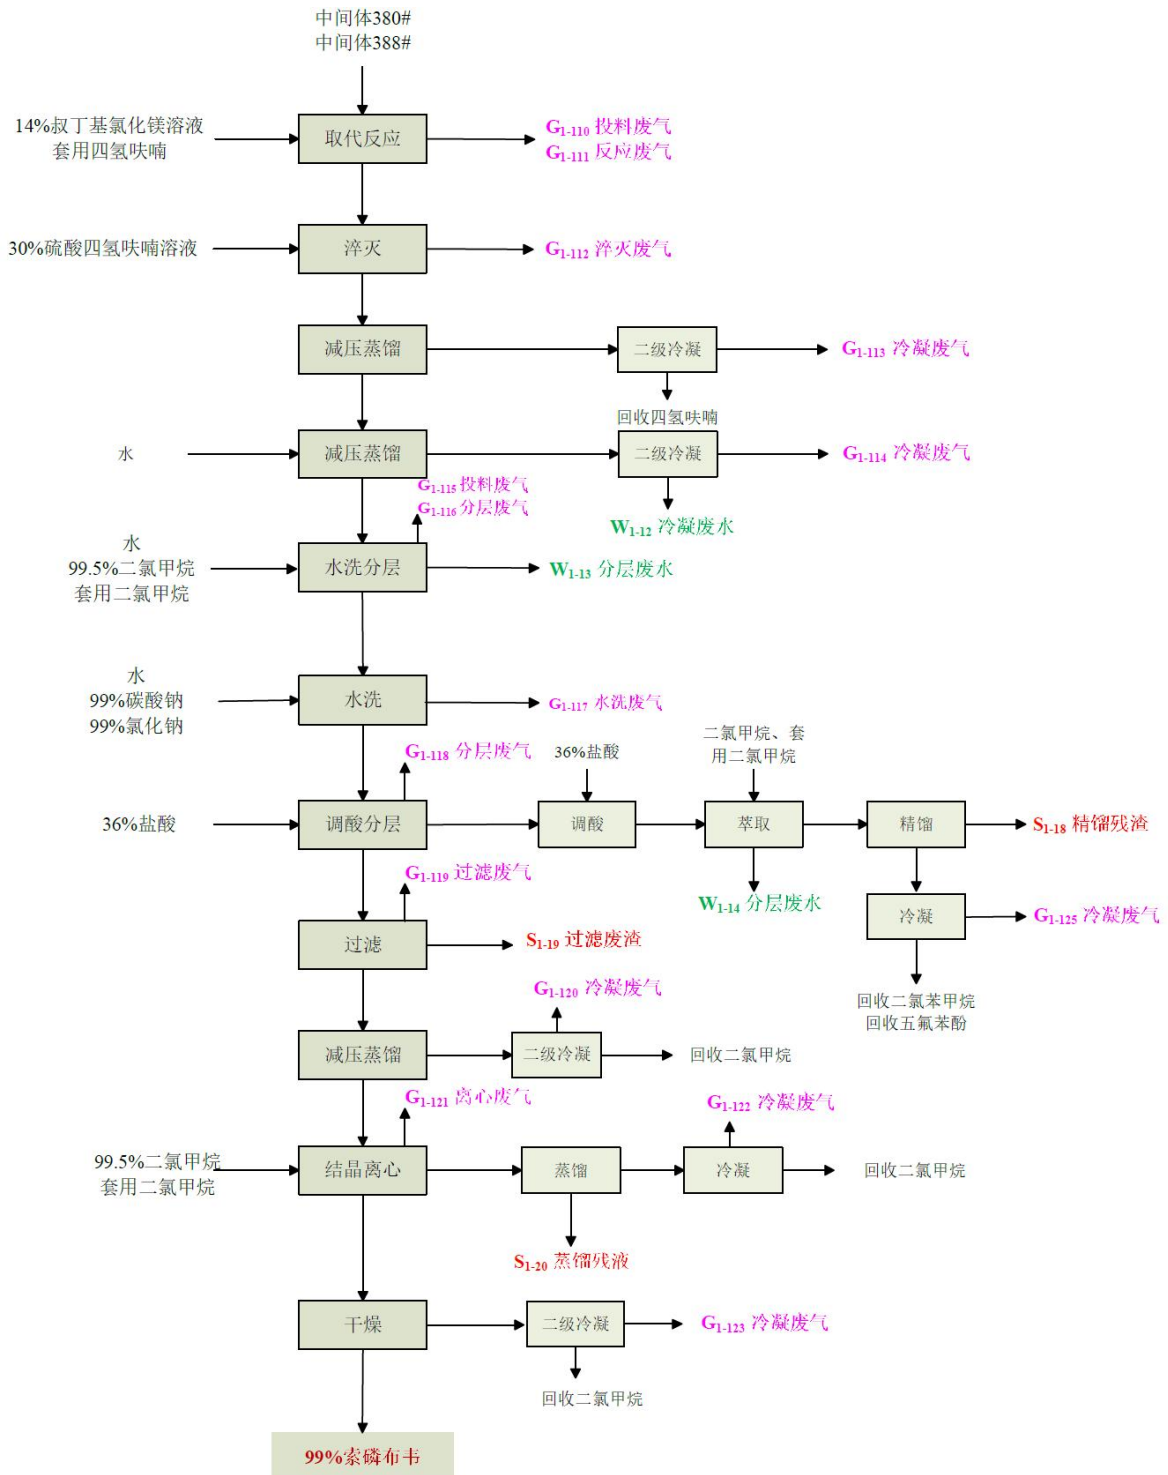 中间体380#
中间体388#
14%叔丁基氯化镁溶液
套用四氢呋喃
取代反应
G1-110 投料废气
G1-111 反应废气
30%硫酸四氢呋喃溶液
淬灭
G1-112 淬灭废气
减压蒸馏
二级冷凝
G1-113 冷凝废气
回收四氢呋喃
水
减压蒸馏
二级冷凝
G1-114 冷凝废气
G1-115 投料废气
G1-116 分层废气
W1-12 冷凝废水
水
99.5%二氯甲烷
套用二氯甲烷
水洗分层
W1-13 分层废水
水
99%碳酸钠
99%氯化钠
水洗
G1-117 水洗废气
G1-118 分层废气
36%盐酸
二氯甲烷、套
用二氯甲烷
36%盐酸
调酸分层
调酸
萃取
精馏
S1-18 精馏残渣
G1-119 过滤废气
W1-14 分层废水
冷凝
G1-125 冷凝废气
过滤
S1-19 过滤废渣
回收二氯苯甲烷
回收五氟苯酚
G1-120 冷凝废气
减压蒸馏
二级冷凝
回收二氯甲烷
G1-121 离心废气
G1-122 冷凝废气
99.5%二氯甲烷
套用二氯甲烷
结晶离心
蒸馏
冷凝
回收二氯甲烷
S1-20 蒸馏残液
干燥
二级冷凝
G1-123 冷凝废气
回收二氯甲烷
99%索磷布韦